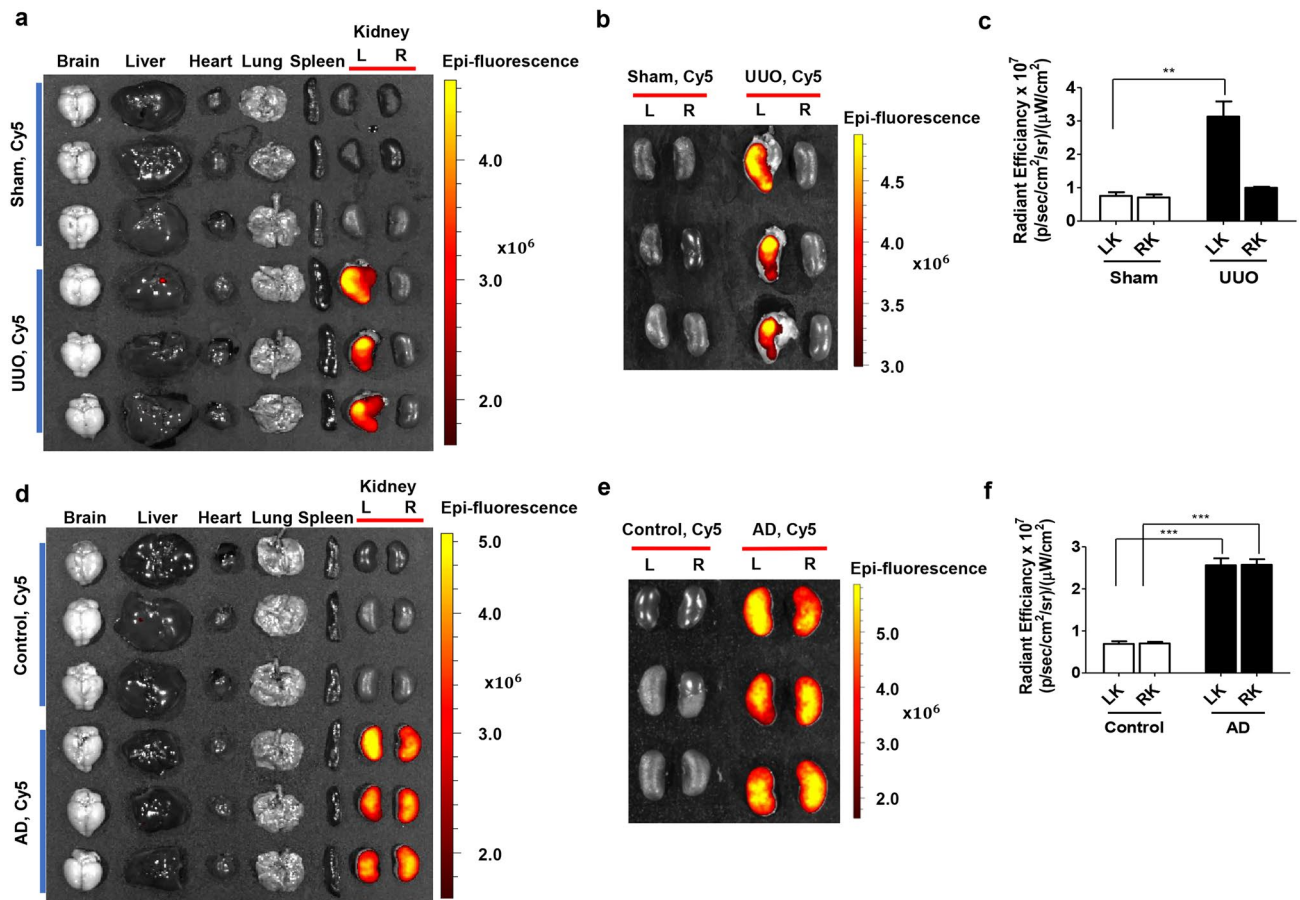 a
Kidney
L R
Brain Liver Heart Lung Spleen
Epi-fluorescence
Sham, Cy5
UUO, Cy5
4.0
x10⁶
3.0
2.0
b
Sham, Cy5 UUO, Cy5
L R L R
Epi-fluorescence
4.5
4.0
x10⁶
3.5
3.0
c
Radiant Efficiancy x 10⁷
(p/sec/cm²/sr)/(μW/cm²)
**
4
3
2
1
0
LK RK LK RK
Sham UUO
d
Kidney
L R
Brain Liver Heart Lung Spleen
Epi-fluorescence
Control, Cy5
AD, Cy5
5.0
4.0
x10⁶
3.0
2.0
e
Control, Cy5 AD, Cy5
L R L R
Epi-fluorescence
5.0
4.0
x10⁶
3.0
2.0
f
Radiant Efficiancy x 10⁷
(p/sec/cm²/sr)/(μW/cm²)
***
***
3
2
1
0
LK RK LK RK
Control AD